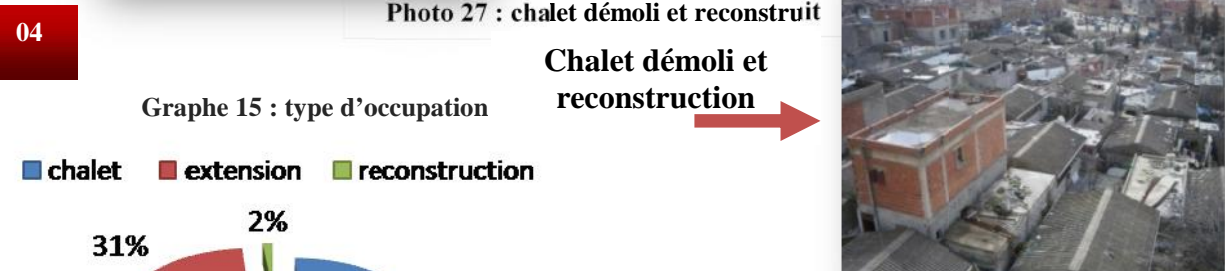 Photo 27 : chalet démoli et reconstruit
04
Chalet démoli et
reconstruction
Graphe 15 : type d’occupation
chalet extension reconstruction
2%
31%